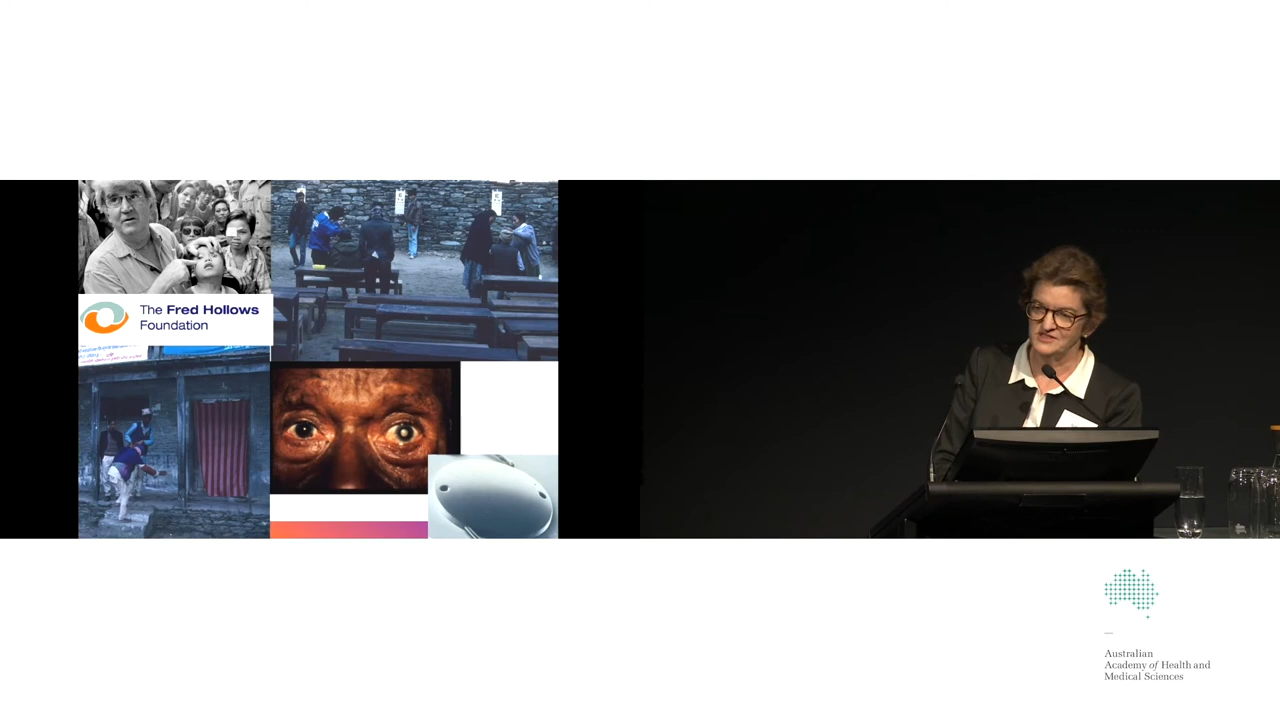 The Fred Hollows
Foundation
Australian
Academy of Health and
Medical Sciences